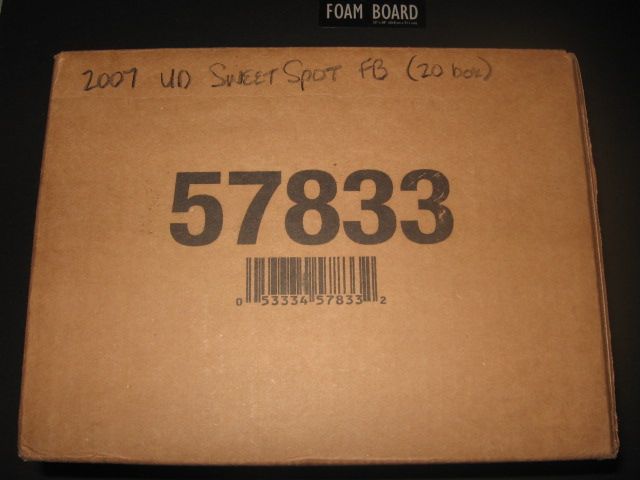 FOAM BOARD
2007 UD SWEET SPOT FB (20 box)
57833
0 53334 57833 2